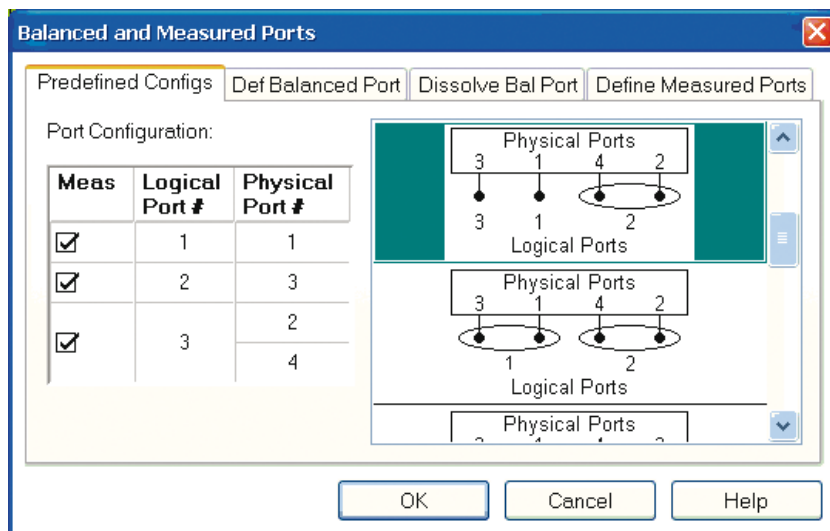 Balanced and Measured Ports
Predefined Configs Def Balanced Port Dissolve Bal Port Define Measured Ports
Port Configuration:
Meas Logical Port # Physical Port #
1 1
2 3
3 2
4
Physical Ports
3 1 4 2
3 1 2
Logical Ports
Physical Ports
3 1 4 2
1 2
Logical Ports
Physical Ports
OK Cancel Help